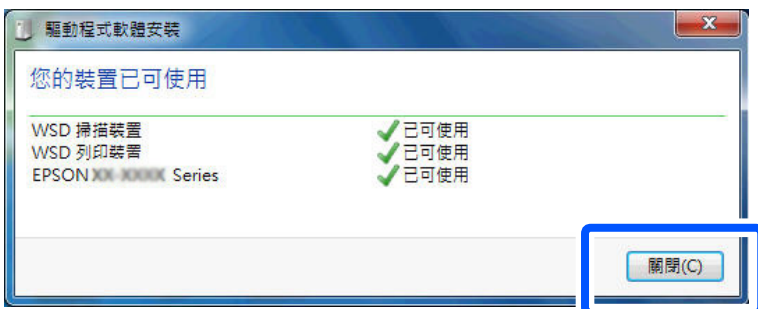 驅動程式軟體安裝
您的裝置已可使用
WSD 掃描裝置 已可使用
WSD 列印裝置 已可使用
EPSON Series 已可使用
關閉(C)